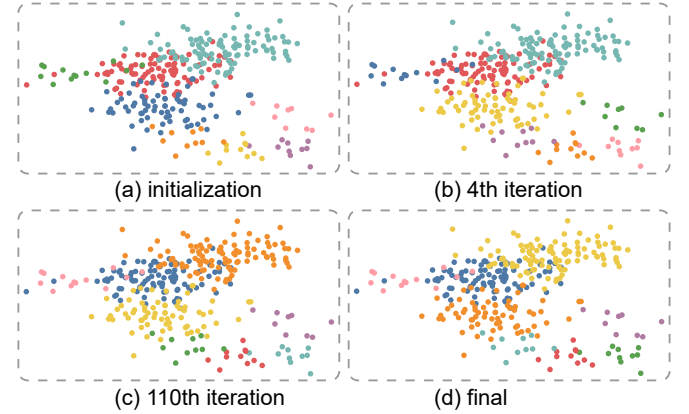 (a) initialization
(b) 4th iteration
(c) 110th iteration
(d) final